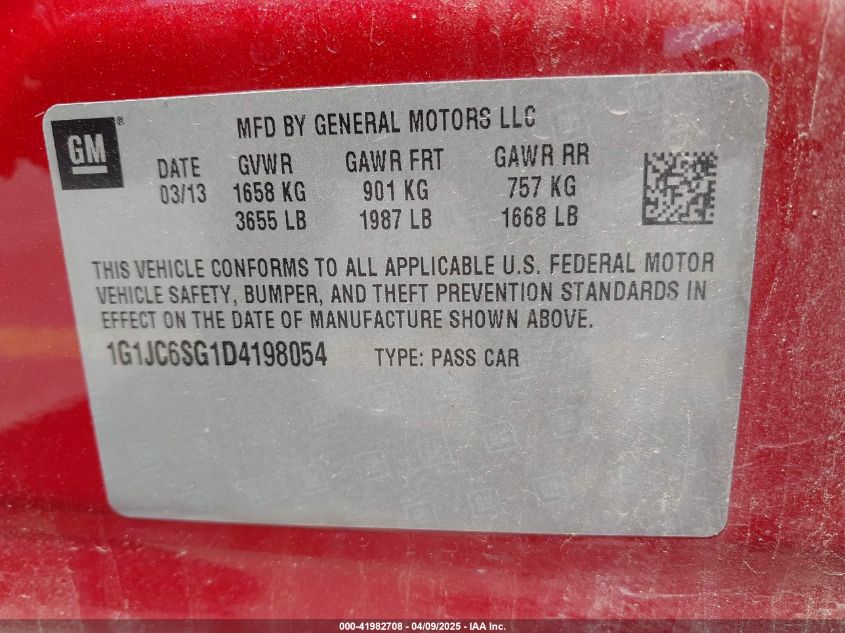 GM ®
MFD BY GENERAL MOTORS LLC
DATE GVWR GAWR FRT GAWR RR
03/13 1658 KG 901 KG 757 KG
3655 LB 1987 LB 1668 LB
THIS VEHICLE CONFORMS TO ALL APPLICABLE U.S. FEDERAL MOTOR
VEHICLE SAFETY, BUMPER, AND THEFT PREVENTION STANDARDS IN
EFFECT ON THE DATE OF MANUFACTURE SHOWN ABOVE.
1G1JC6SG1D4198054 TYPE: PASS CAR
000-41982708 - 04/09/2025 - IAA Inc.